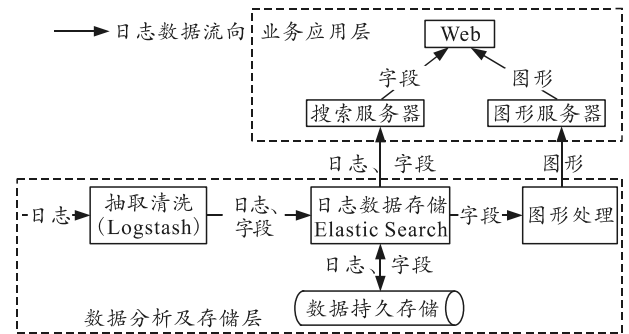 日志数据流向 业务应用层
Web
字段 图形
搜索服务器 图形服务器
日志、字段 图形
日志 抽取清洗
(Logstash)
日志、
字段
日志数据存储
Elastic Search
字段 图形处理
日志、字段
数据持久存储
数据分析及存储层